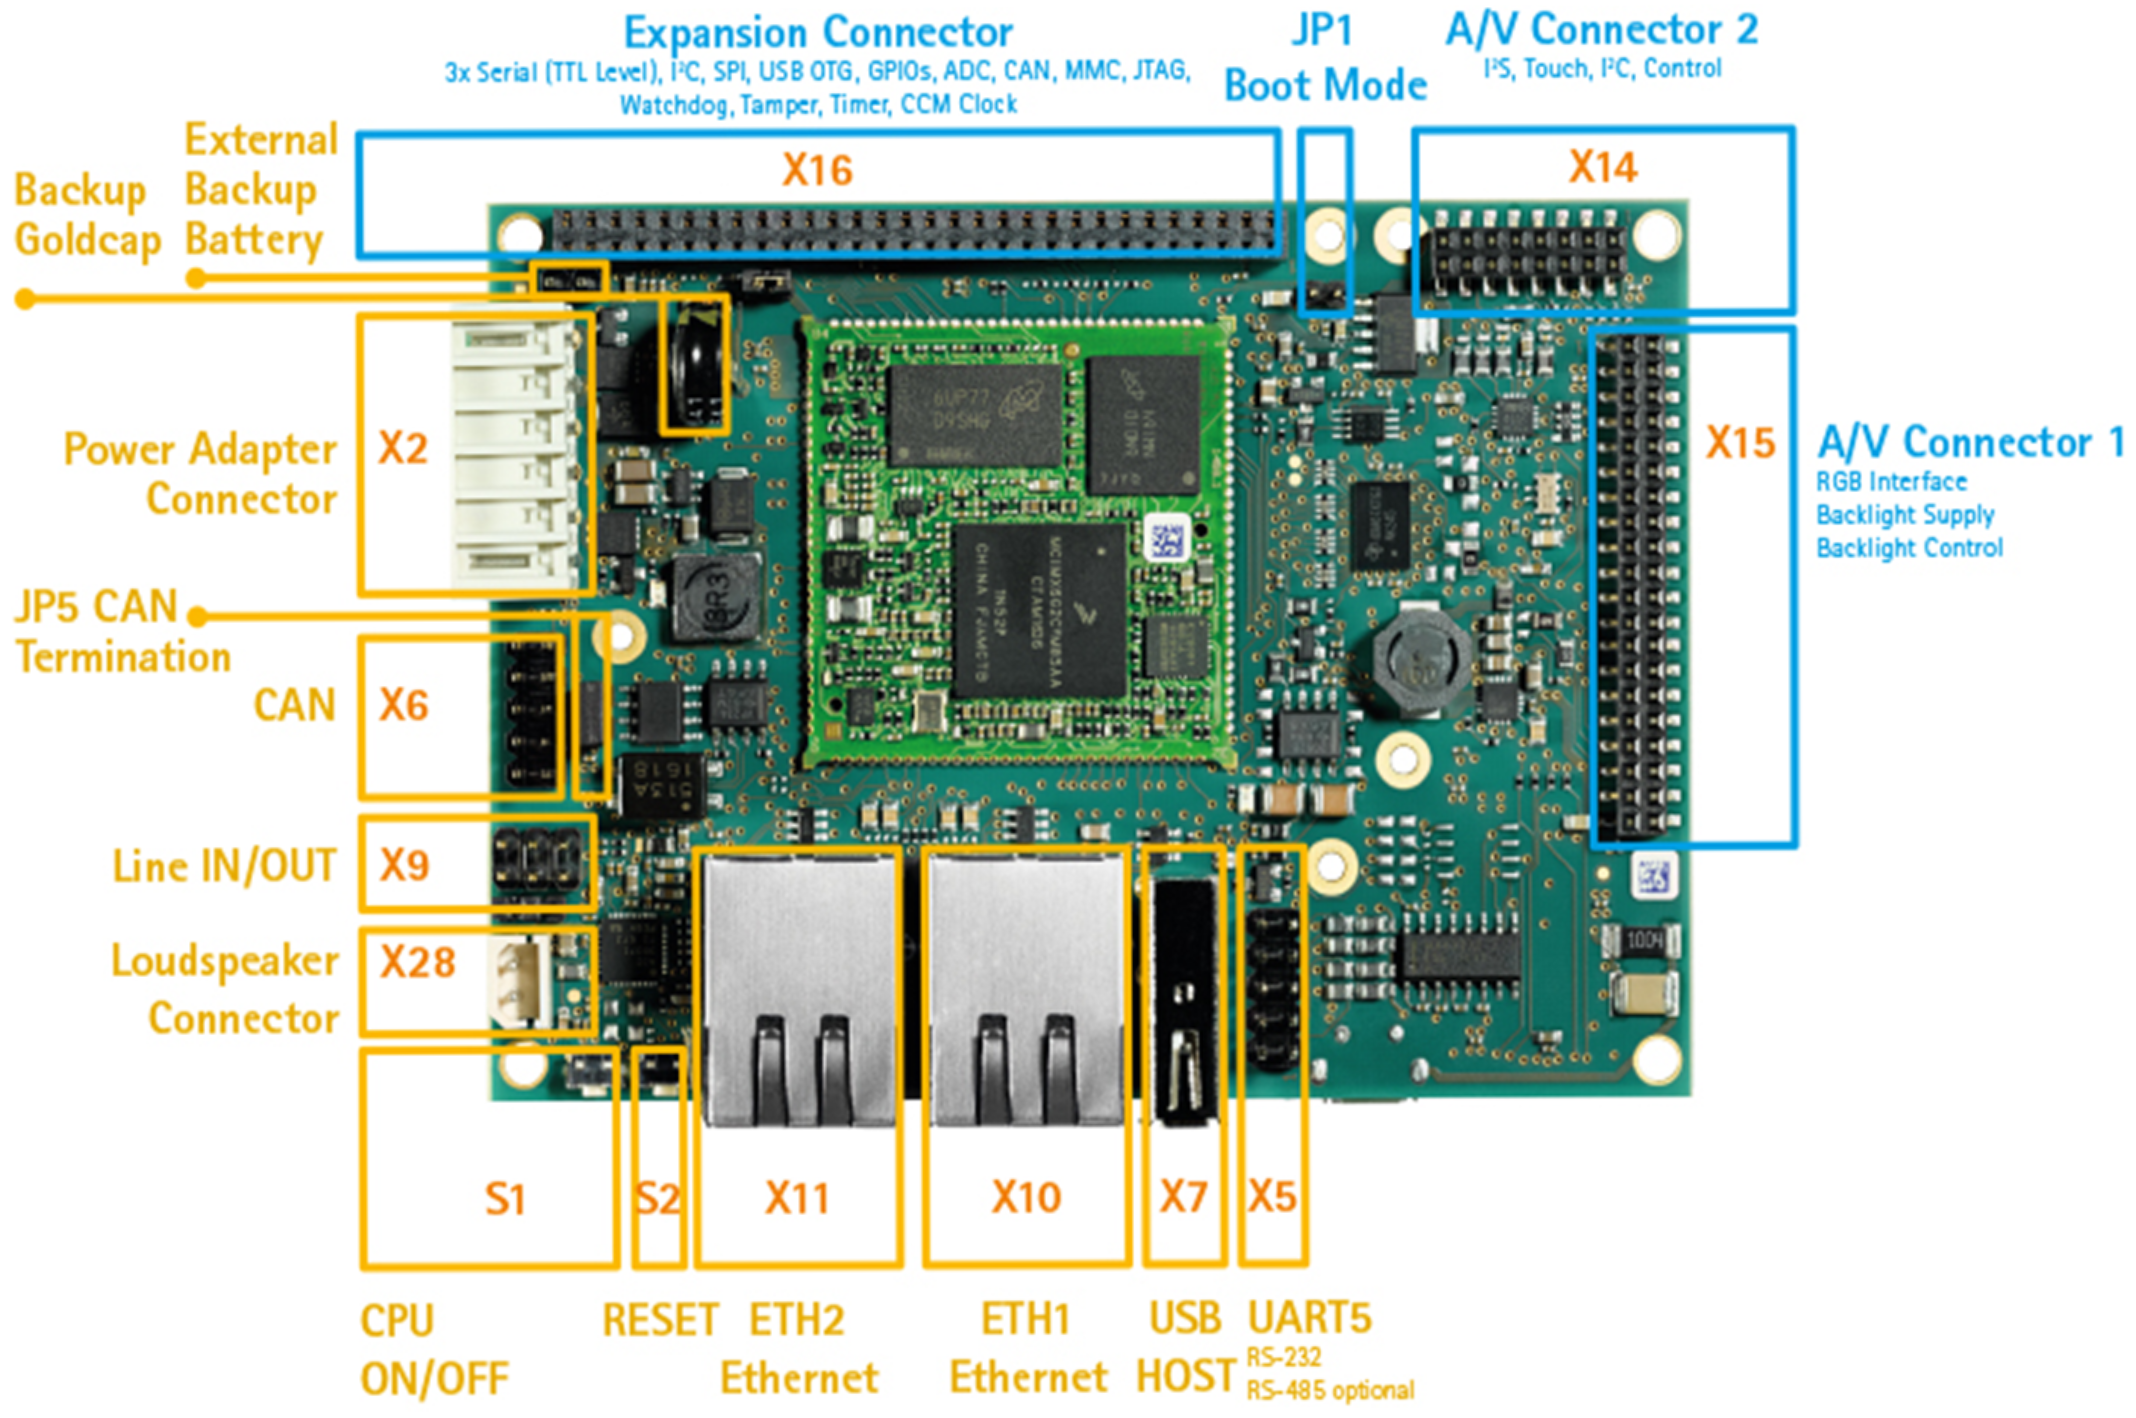 Expansion Connector
3x Serial (TTL Level), I²C, SPI, USB OTG, GPIOs, ADC, CAN, MMC, JTAG,
Watchdog, Tamper, Timer, CCM Clock
JP1
Boot Mode
A/V Connector 2
I²S, Touch, I²C, Control
External
Backup
Battery
Backup
Goldcap
X16
X14
Power Adapter
Connector
X2
X15
A/V Connector 1
RGB Interface
Backlight Supply
Backlight Control
6UP77
D9SHG
JP5 CAN
Termination
CAN
X6
Line IN/OUT
X9
Loudspeaker
Connector
X28
1004
S1
S2
X11
X10
X7
X5
CPU
ON/OFF
RESET
ETH2
Ethernet
ETH1
Ethernet
USB
HOST
UART5
RS-232
RS-485 optional